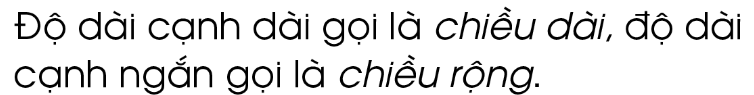 Độ dài cạnh dài gọi là chiều dài, độ dài
cạnh ngắn gọi là chiều rộng.